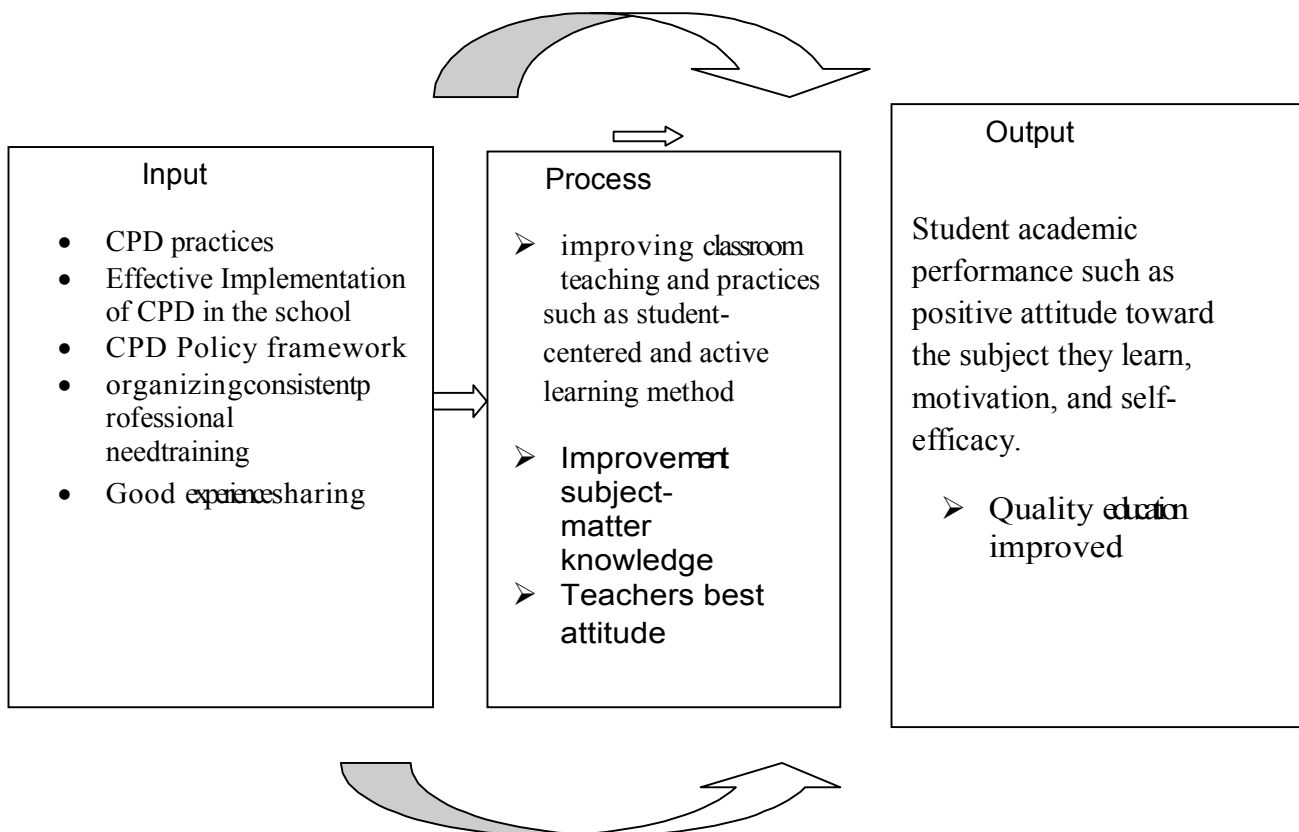 Input
• CPD practices
• Effective Implementation
of CPD in the school
• CPD Policy framework
• organizingconsistentp
rofessional
needtraining
• Good experiencesharing
Process
➢ improving classroom
teaching and practices
such as student-
centered and active
learning method
➢ Improvement
subject-
matter
knowledge
➢ Teachers best
attitude
Output
Student academic
performance such as
positive attitude toward
the subject they learn,
motivation, and self-
efficacy.
➢ Quality education
improved